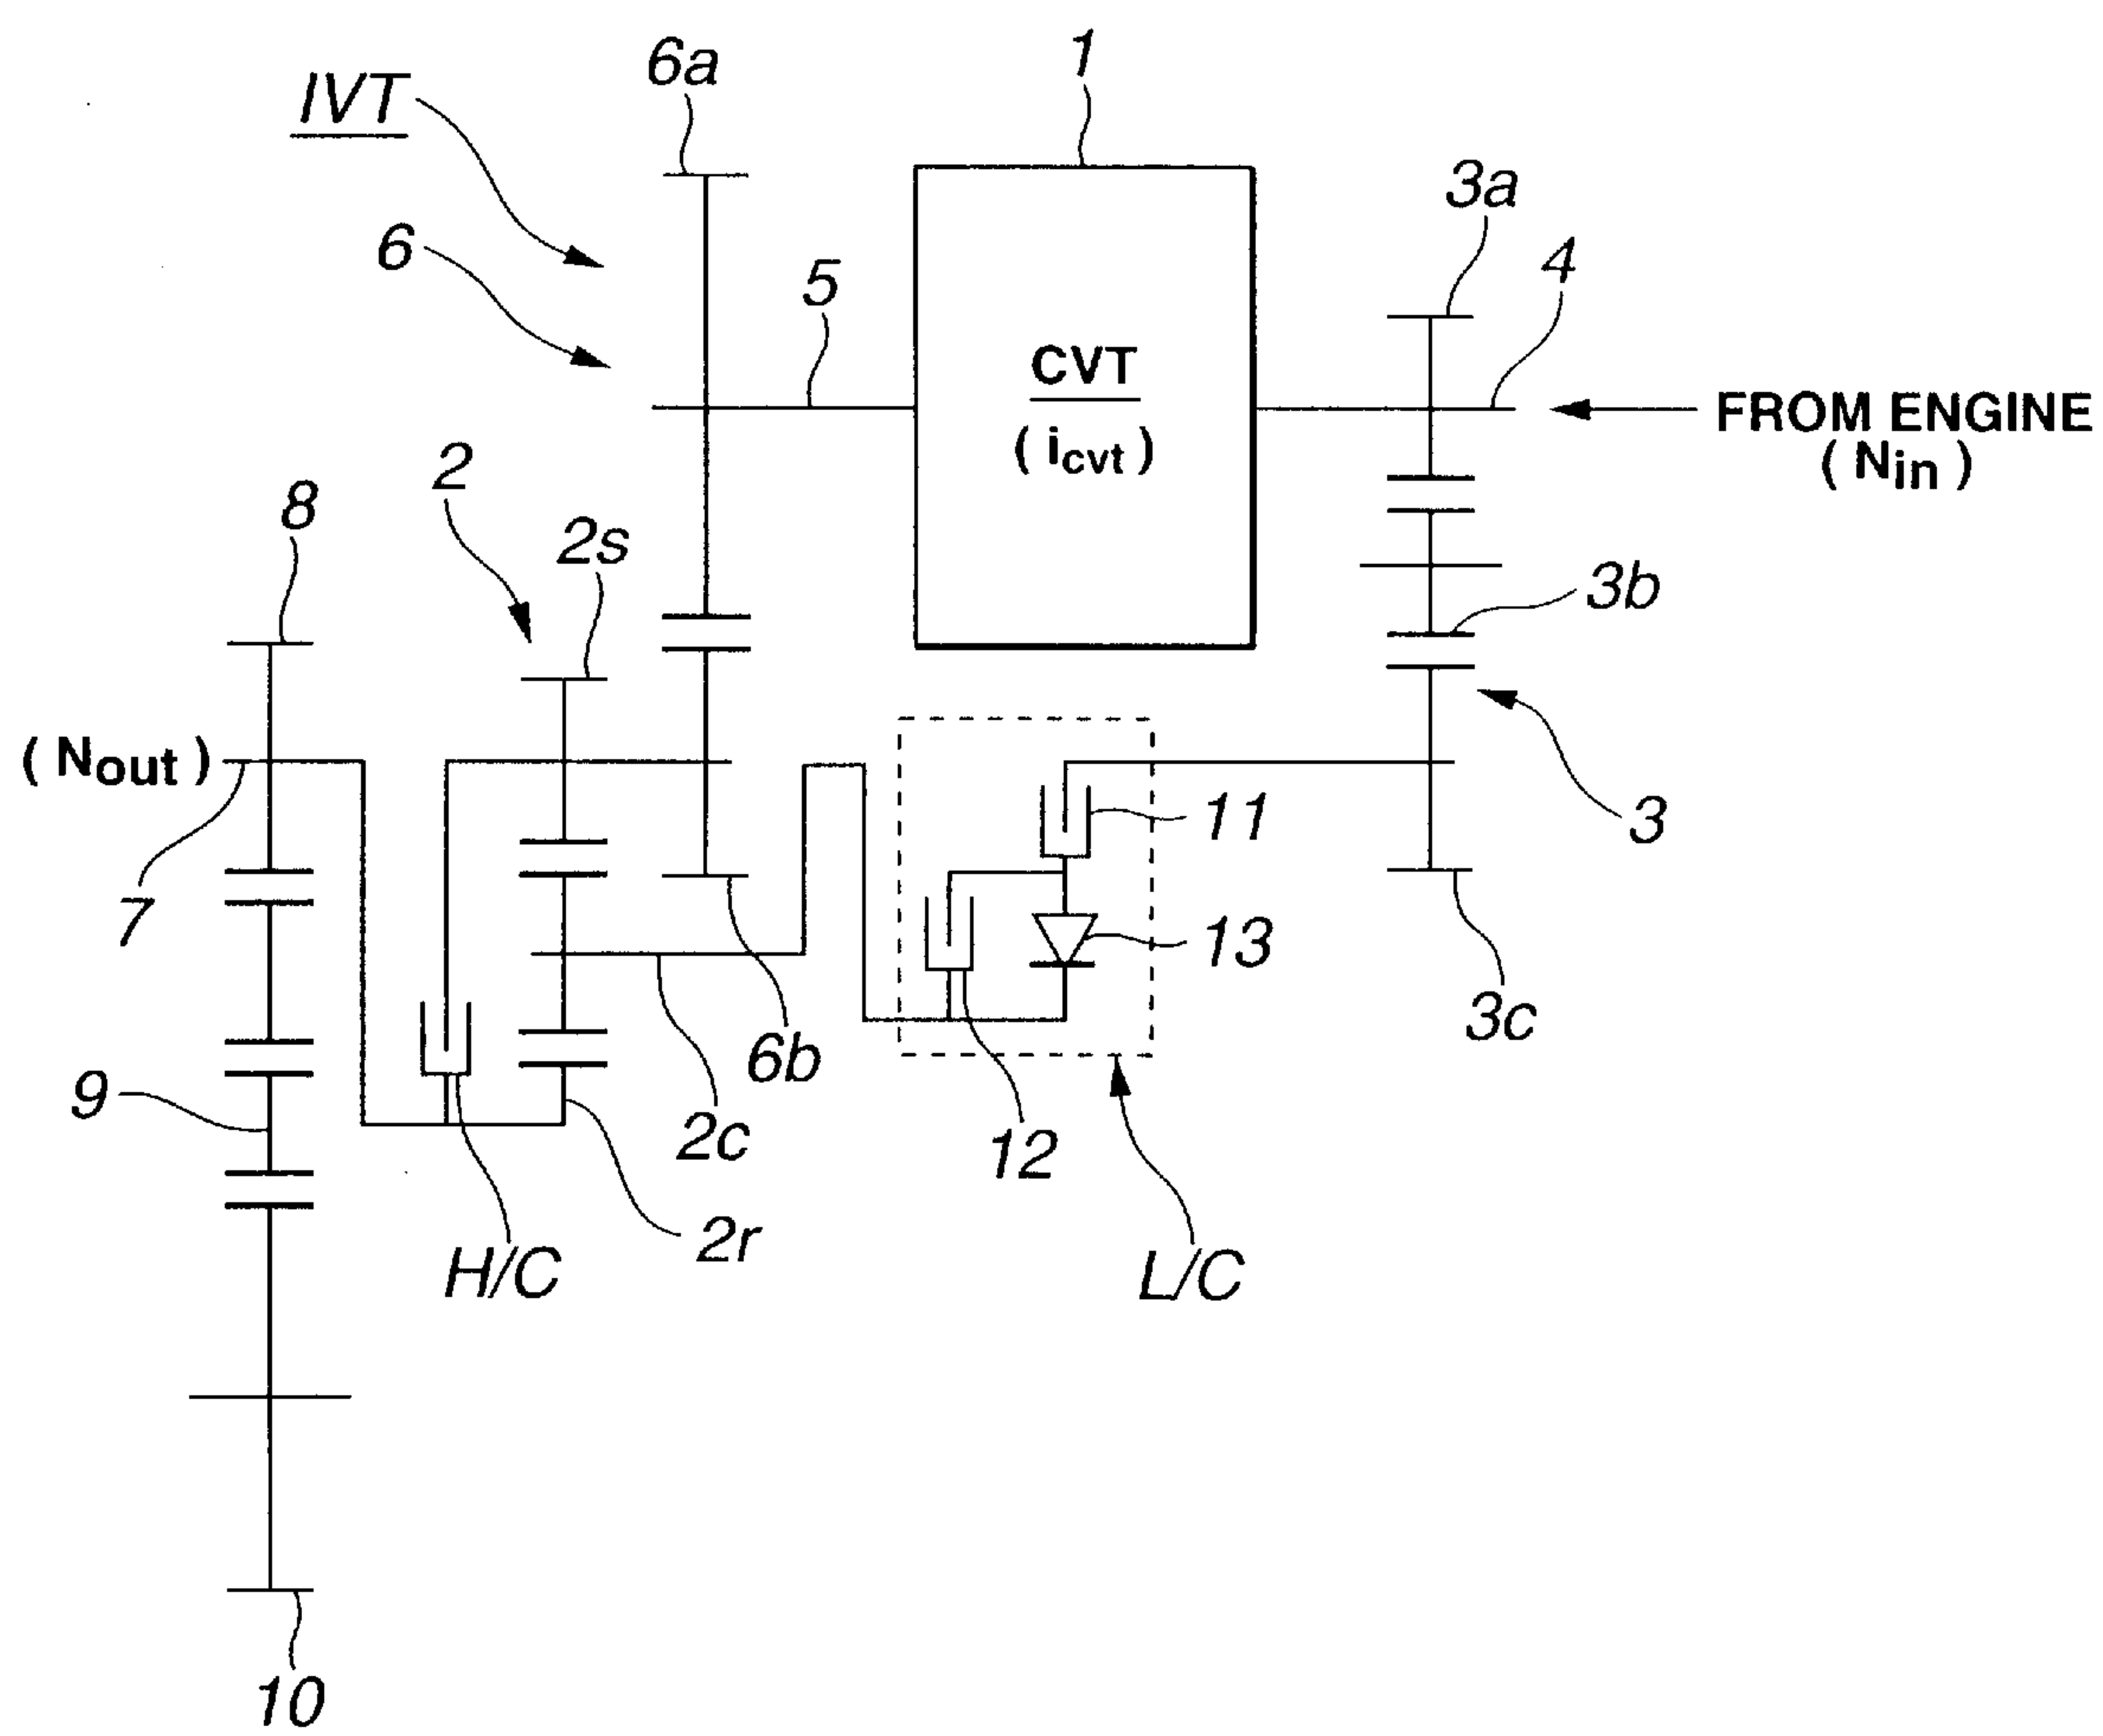 IVT
6a
1
3a
6
5
4
CVT
( icvt )
FROM ENGINE
( Nin )
2
8
2s
3b
( Nout )
11
3
7
13
3c
9
6b
2c
12
2r
H/C
L/C
10